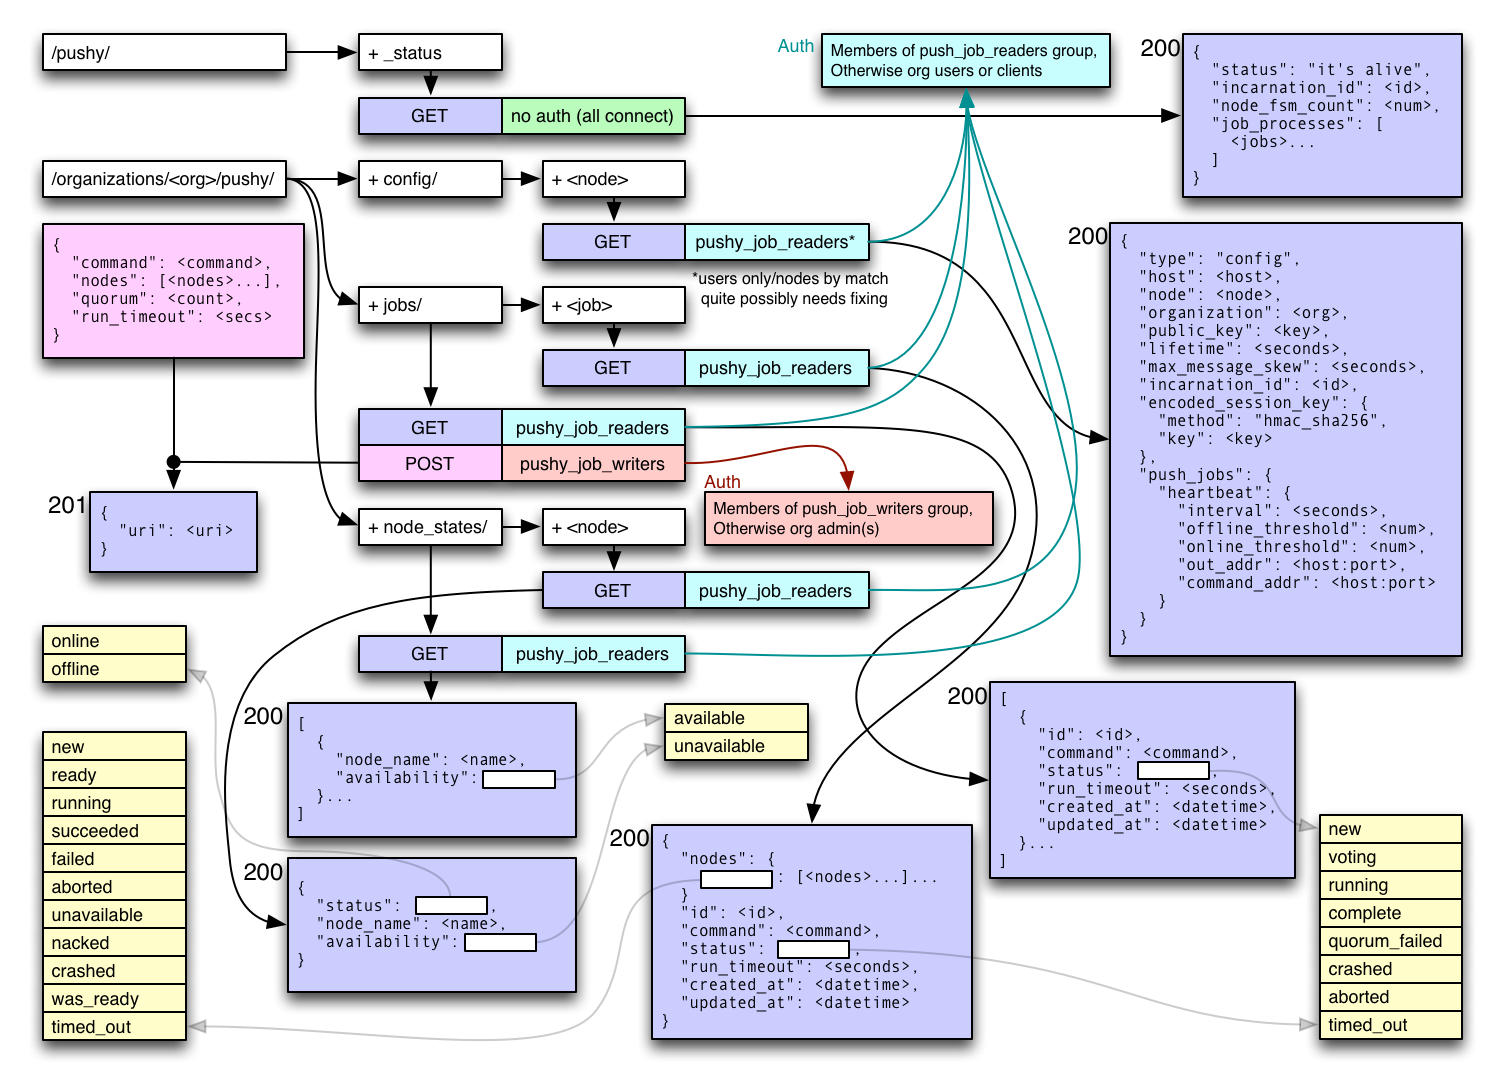 /pushy/
+ _status
GET
no auth (all connect)
Auth
Members of push_job_readers group,
Otherwise org users or clients
200
{
"status": "it's alive",
"incarnation_id": <id>,
"node_fsm_count": <num>,
"job_processes": [
<jobs>...
]
}
/organizations/<org>/pushy/
+ config/
+ <node>
GET
pushy_job_readers*
*users only/nodes by match
quite possibly needs fixing
{
"command": <command>,
"nodes": [<nodes>...],
"quorum": <count>,
"run_timeout": <secs>
}
+ jobs/
+ <job>
GET
pushy_job_readers
GET
pushy_job_readers
POST
pushy_job_writers
Auth
Members of push_job_writers group,
Otherwise org admin(s)
201
{
"uri": <uri>
}
200
{
"type": "config",
"host": <host>,
"node": <node>,
"organization": <org>,
"public_key": <key>,
"lifetime": <seconds>,
"max_message_skew": <seconds>,
"incarnation_id": <id>,
"encoded_session_key": {
"method": "hmac_sha256",
"key": <key>
},
"push_jobs": {
"heartbeat": {
"interval": <seconds>,
"offline_threshold": <num>,
"online_threshold": <num>,
"out_addr": <host:port>,
"command_addr": <host:port>
}
}
}
+ node_states/
+ <node>
GET
pushy_job_readers
GET
pushy_job_readers
online
offline
200
[
{
"node_name": <name>,
"availability":
}...
]
available
unavailable
new
ready
running
succeeded
failed
aborted
unavailable
nacked
crashed
was_ready
timed_out
200
{
"status": ,
"node_name": <name>,
"availability":
}
200
{
"nodes": {
: [<nodes>...]...
}
"id": <id>,
"command": <command>,
"status": ,
"run_timeout": <seconds>,
"created_at": <datetime>,
"updated_at": <datetime>
}
200
[
{
"id": <id>,
"command": <command>,
"status": ,
"run_timeout": <seconds>,
"created_at": <datetime>,
"updated_at": <datetime>
}...
]
new
voting
running
complete
quorum_failed
crashed
aborted
timed_out